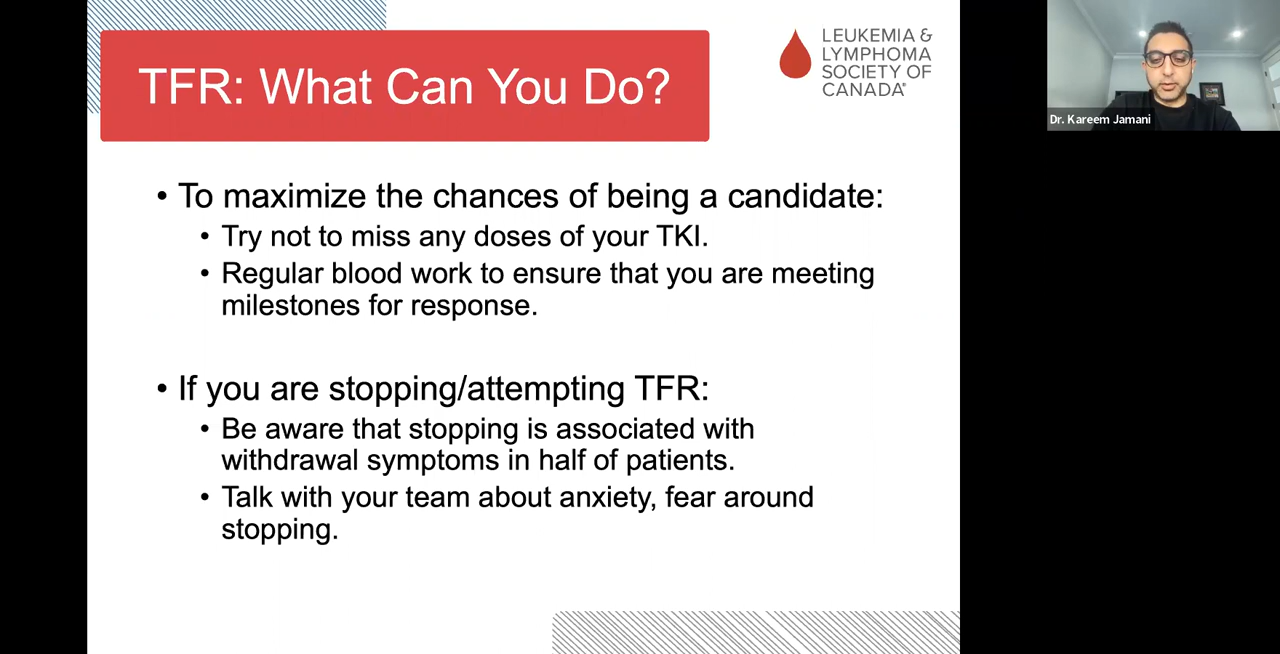 TFR: What Can You Do?
LEUKEMIA &
LYMPHOMA
SOCIETY OF
CANADA®
Dr. Kareem Jamani
• To maximize the chances of being a candidate:
• Try not to miss any doses of your TKI.
• Regular blood work to ensure that you are meeting
milestones for response.
• If you are stopping/attempting TFR:
• Be aware that stopping is associated with
withdrawal symptoms in half of patients.
• Talk with your team about anxiety, fear around
stopping.